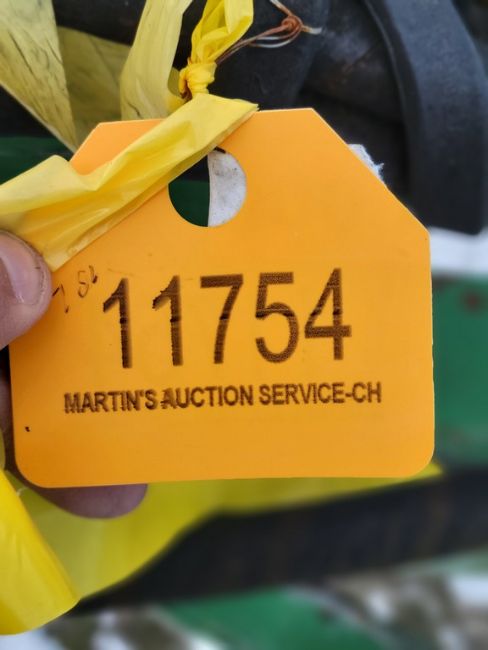 11754
MARTIN'S AUCTION SERVICE-CH